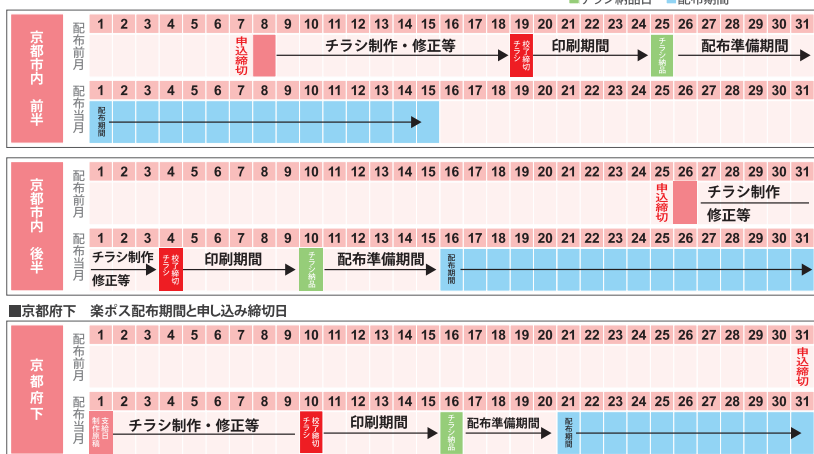 チラシ納品日 配布期間
京都市内 前半
配布前月
1 2 3 4 5 6 7 8 9 10 11 12 13 14 15 16 17 18 19 20 21 22 23 24 25 26 27 28 29 30 31
申込締切
チラシ制作・修正等
チラシ
校了締切
印刷期間
チラシ納品
配布準備期間
配布当月
1 2 3 4 5 6 7 8 9 10 11 12 13 14 15 16 17 18 19 20 21 22 23 24 25 26 27 28 29 30 31
配布期間
京都市内 後半
配布前月
1 2 3 4 5 6 7 8 9 10 11 12 13 14 15 16 17 18 19 20 21 22 23 24 25 26 27 28 29 30 31
申込締切
チラシ制作
修正等
配布当月
1 2 3 4 5 6 7 8 9 10 11 12 13 14 15 16 17 18 19 20 21 22 23 24 25 26 27 28 29 30 31
チラシ制作
修正等
チラシ
校了締切
印刷期間
チラシ納品
配布準備期間
配布期間
■京都府下 楽ポス配布期間と申し込み締切日
京都府下
配布前月
1 2 3 4 5 6 7 8 9 10 11 12 13 14 15 16 17 18 19 20 21 22 23 24 25 26 27 28 29 30 31
申込締切
配布当月
1 2 3 4 5 6 7 8 9 10 11 12 13 14 15 16 17 18 19 20 21 22 23 24 25 26 27 28 29 30 31
制作原稿
支給日
チラシ制作・修正等
チラシ
校了締切
印刷期間
チラシ納品
配布準備期間
配布期間